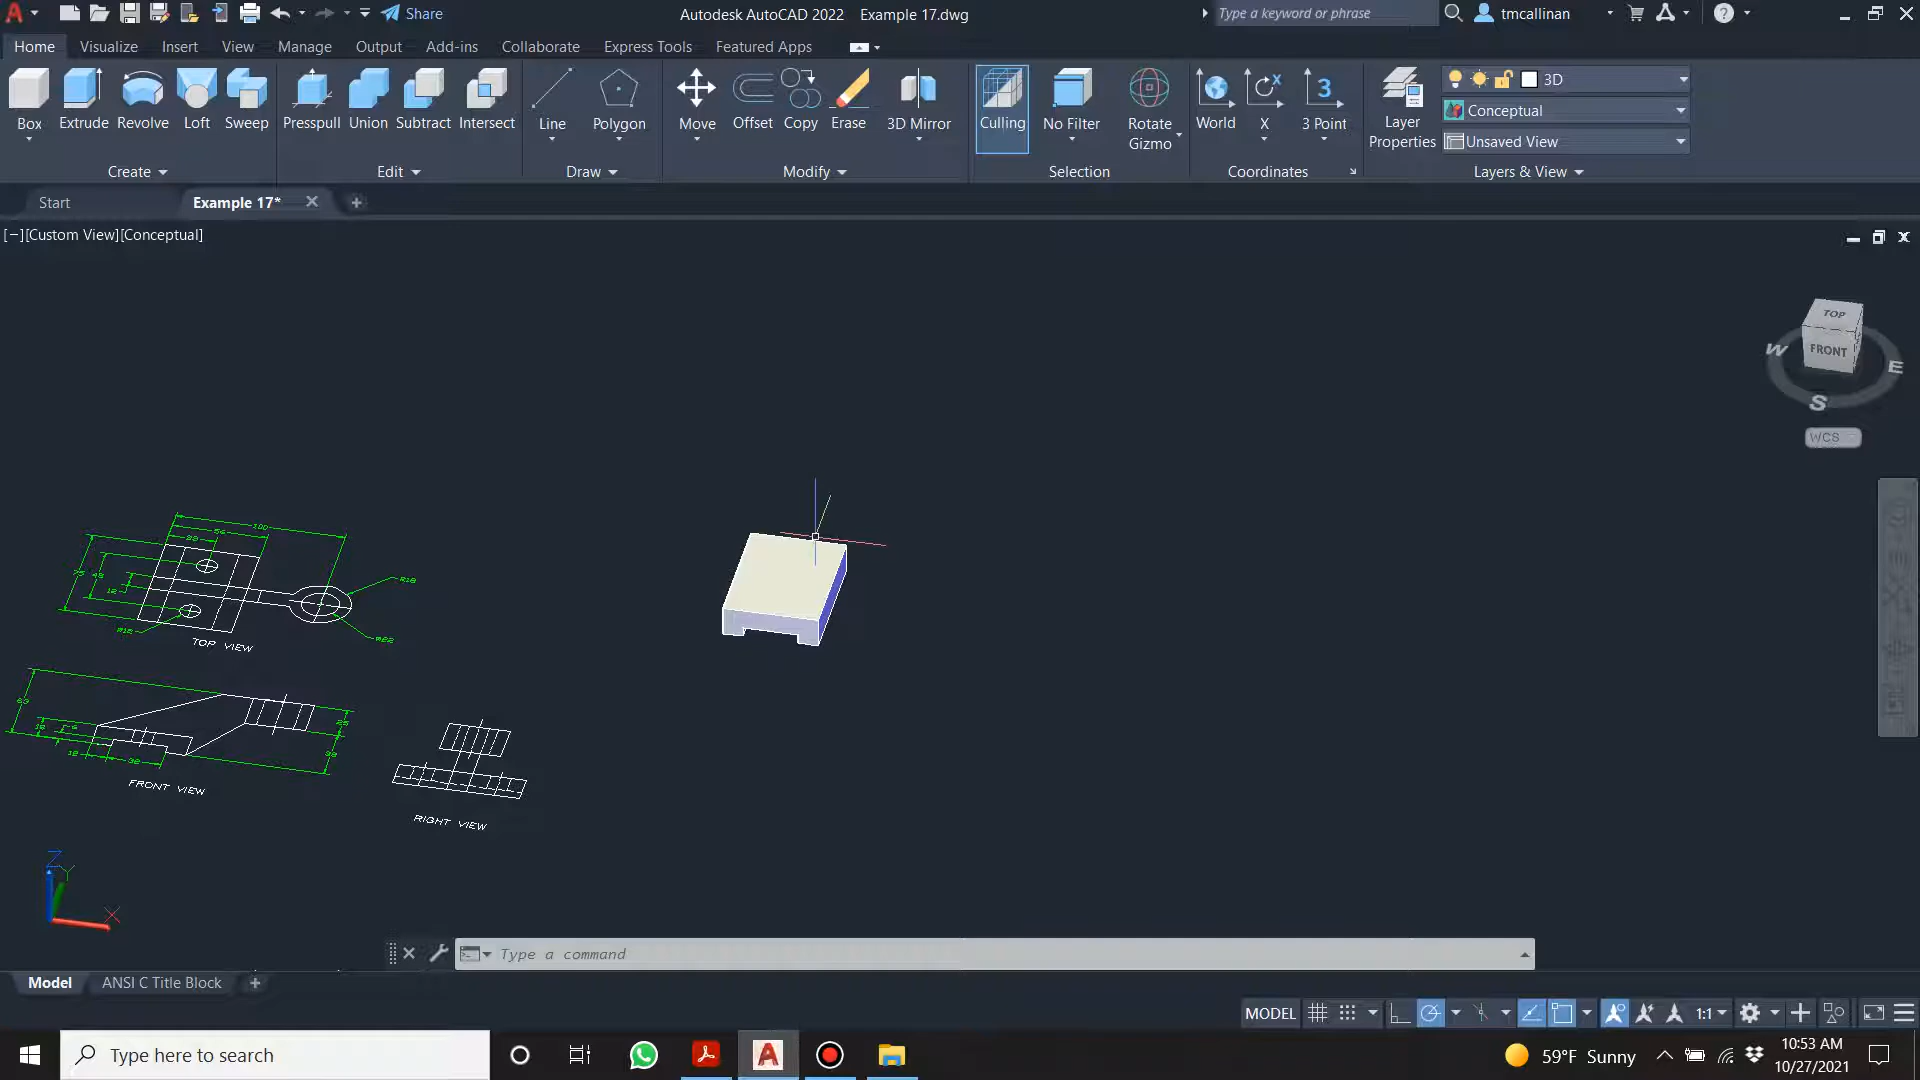 Share
Autodesk AutoCAD 2022 Example 17.dwg
Type a keyword or phrase
tmcallinan
Home Visualize Insert View Manage Output Add-ins Collaborate Express Tools Featured Apps
Box Extrude Revolve Loft Sweep Presspull Union Subtract Intersect Line Polygon Move Offset Copy Erase 3D Mirror Culling No Filter Rotate Gizmo World X 3 Point Layer Properties
3D
Conceptual
Unsaved View
Create Edit Draw Modify Selection Coordinates Layers & View
Start Example 17*
[−][Custom View][Conceptual]
TOP
FRONT
W
E
S
WCS
100
56
75
12
R18
TOP VIEW
FRONT VIEW
RIGHT VIEW
Z
Y
X
Type a command
Model ANSI C Title Block
MODEL 1:1
Type here to search
59°F Sunny
10:53 AM
10/27/2021